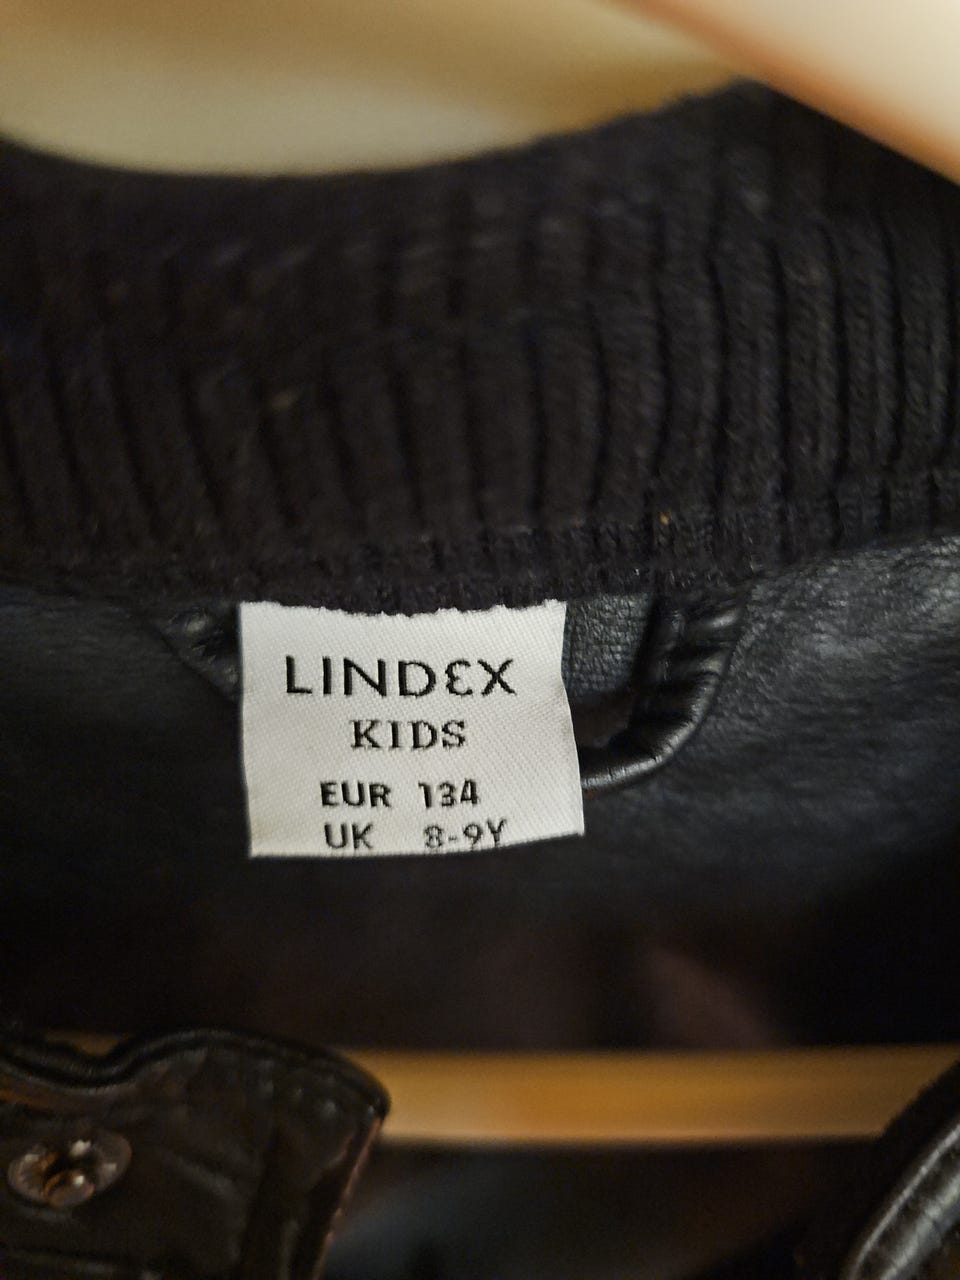 LINDEX
KIDS
EUR 134
UK 8-9Y